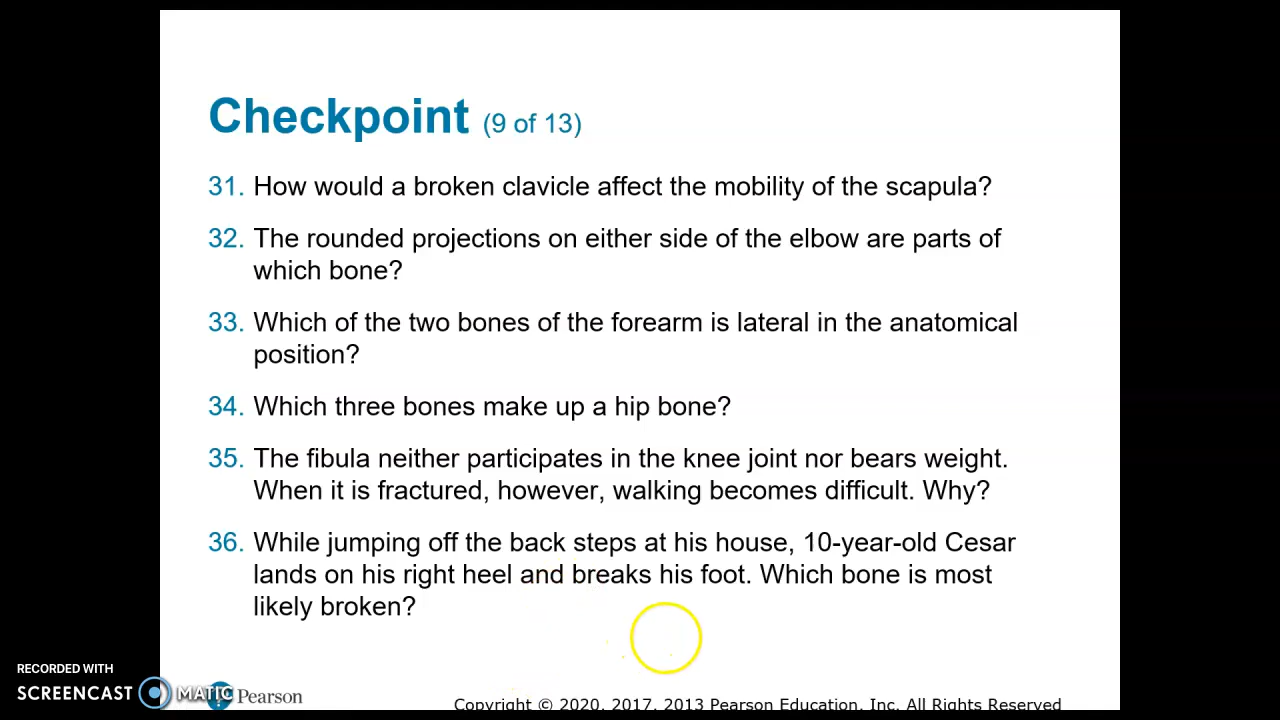 Checkpoint (9 of 13)
31. How would a broken clavicle affect the mobility of the scapula?
32. The rounded projections on either side of the elbow are parts of
which bone?
33. Which of the two bones of the forearm is lateral in the anatomical
position?
34. Which three bones make up a hip bone?
35. The fibula neither participates in the knee joint nor bears weight.
When it is fractured, however, walking becomes difficult. Why?
36. While jumping off the back steps at his house, 10-year-old Cesar
lands on his right heel and breaks his foot. Which bone is most
likely broken?
RECORDED WITH
SCREENCAST MATIC
Pearson
Copyright © 2020, 2017, 2013 Pearson Education, Inc. All Rights Reserved